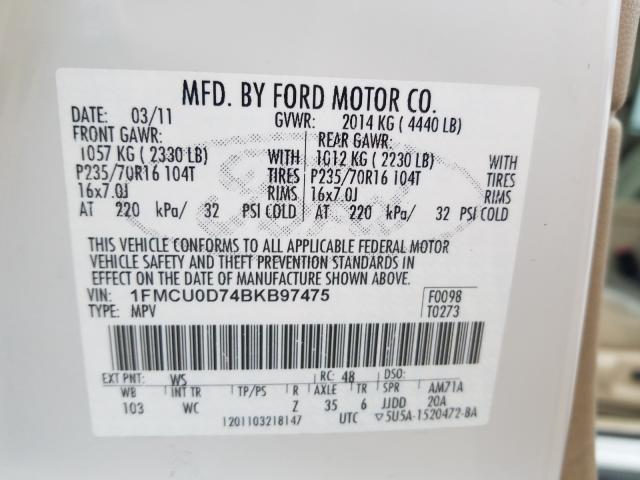 MFD. BY FORD MOTOR CO.
DATE: 03/11 GVWR: 2014 KG ( 4440 LB)
FRONT GAWR: REAR GAWR:
1057 KG ( 2330 LB) WITH 1012 KG ( 2230 LB) WITH
P235/70R16 104T TIRES P235/70R16 104T TIRES
16x7.0J RIMS 16x7.0J RIMS
AT 220 kPa/ 32 PSI COLD AT 220 kPa/ 32 PSI COLD
THIS VEHICLE CONFORMS TO ALL APPLICABLE FEDERAL MOTOR
VEHICLE SAFETY AND THEFT PREVENTION STANDARDS IN
EFFECT ON THE DATE OF MANUFACTURE SHOWN ABOVE.
VIN: 1FMCU0D74BKB97475 F0098
TYPE: MPV T0273
EXT PNT: WS RC: 48 DSO:
WB INT TR TP/PS R AXLE TR SPR AM71A
103 WC Z 35 6 JJDD 20A
1201103218147 UTC ▽5U5A-1520472-BA